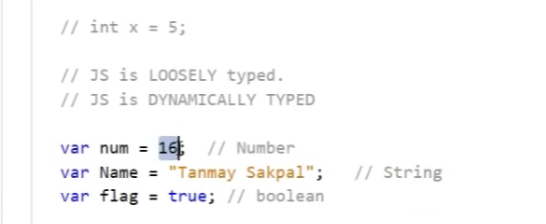 // int x = 5;
// JS is LOOSELY typed.
// JS is DYNAMICALLY TYPED
var num = 16; // Number
var Name = "Tanmay Sakpal"; // String
var flag = true; // boolean